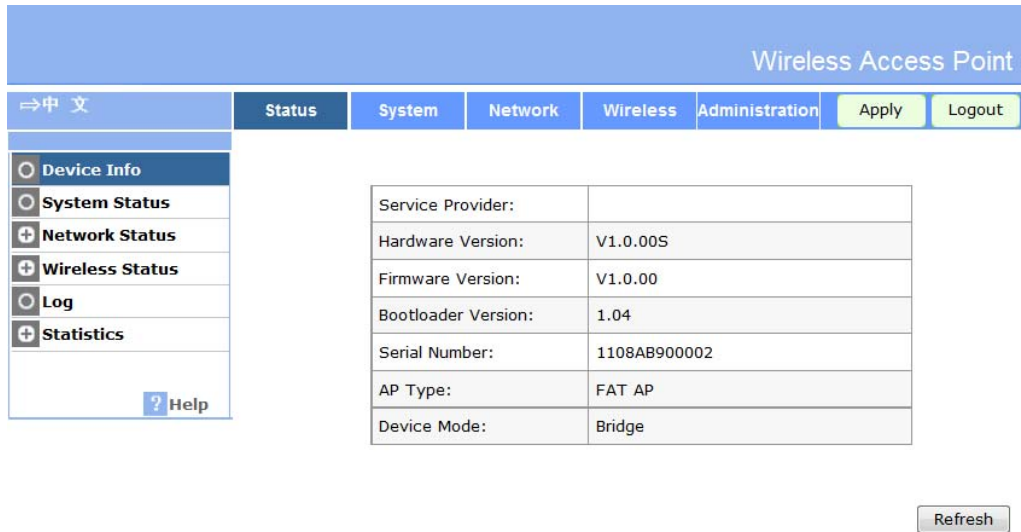 Wireless Access Point
⇒中 文
Status System Network Wireless Administration Apply Logout
Device Info
System Status
Network Status
Wireless Status
Log
Statistics
? Help
Service Provider:
Hardware Version: V1.0.00S
Firmware Version: V1.0.00
Bootloader Version: 1.04
Serial Number: 1108AB900002
AP Type: FAT AP
Device Mode: Bridge
Refresh